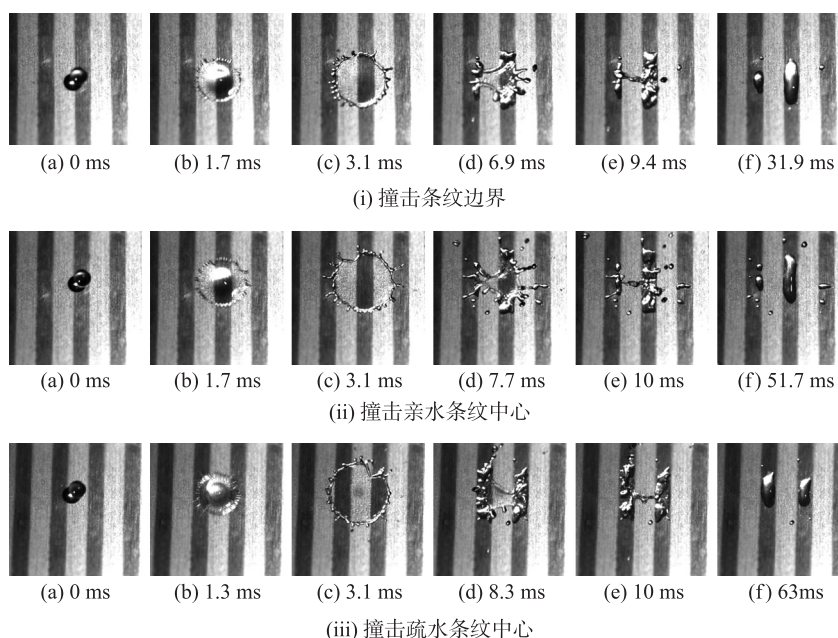 (a) 0 ms (b) 1.7 ms (c) 3.1 ms (d) 6.9 ms (e) 9.4 ms (f) 31.9 ms
(i) 撞击条纹边界
(a) 0 ms (b) 1.7 ms (c) 3.1 ms (d) 7.7 ms (e) 10 ms (f) 51.7 ms
(ii) 撞击亲水条纹中心
(a) 0 ms (b) 1.3 ms (c) 3.1 ms (d) 8.3 ms (e) 10 ms (f) 63ms
(iii) 撞击疏水条纹中心